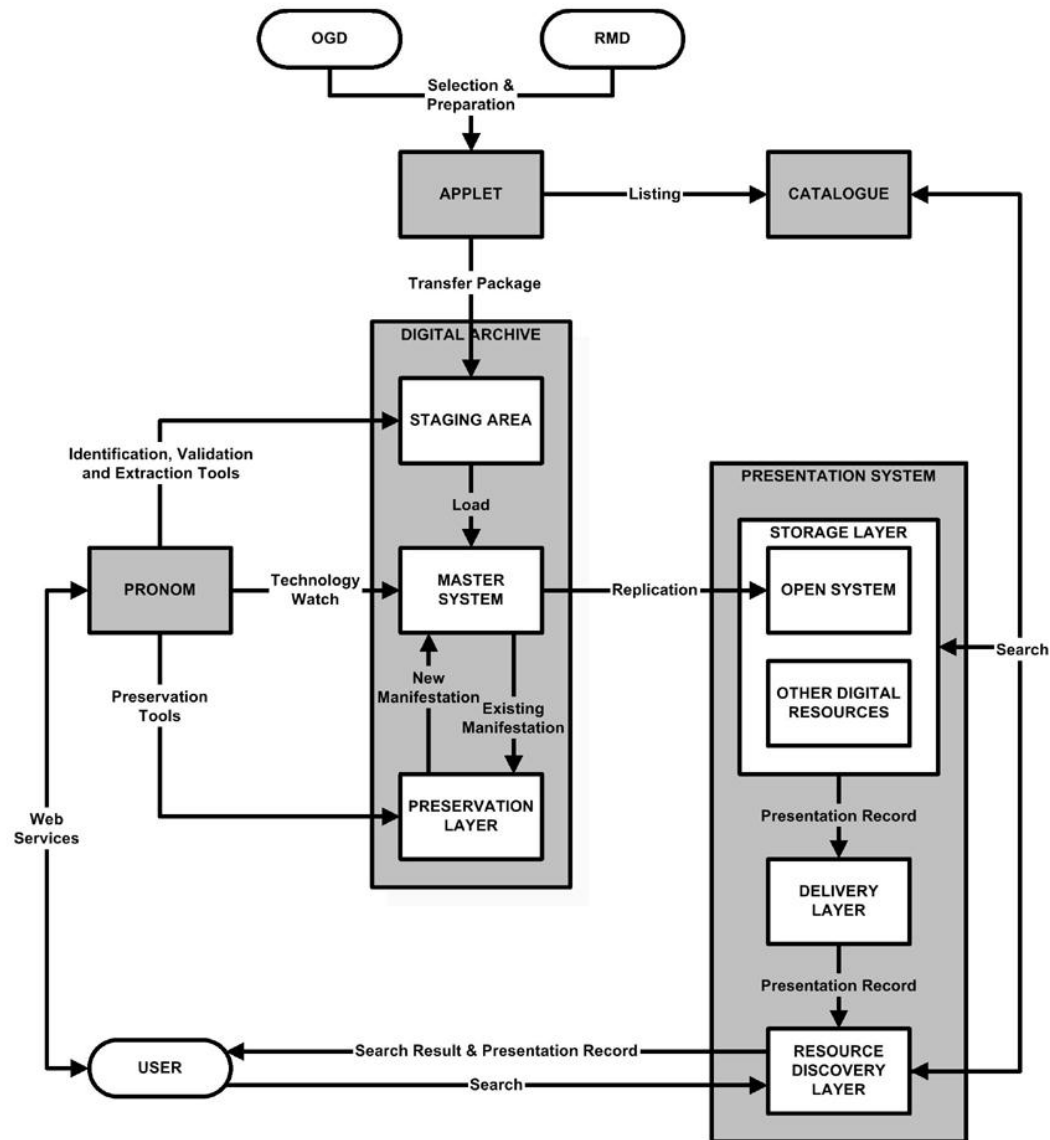 OGD
RMD
Selection &
Preparation
APPLET
Listing
CATALOGUE
Transfer Package
DIGITAL ARCHIVE
STAGING AREA
Identification, Validation
and Extraction Tools
Load
PRESENTATION SYSTEM
STORAGE LAYER
PRONOM
Technology
Watch
MASTER
SYSTEM
Replication
OPEN SYSTEM
Search
New
Manifestation
Existing
Manifestation
OTHER DIGITAL
RESOURCES
Preservation
Tools
PRESERVATION
LAYER
Web
Services
Presentation Record
DELIVERY
LAYER
Presentation Record
USER
Search Result & Presentation Record
Search
RESOURCE
DISCOVERY
LAYER